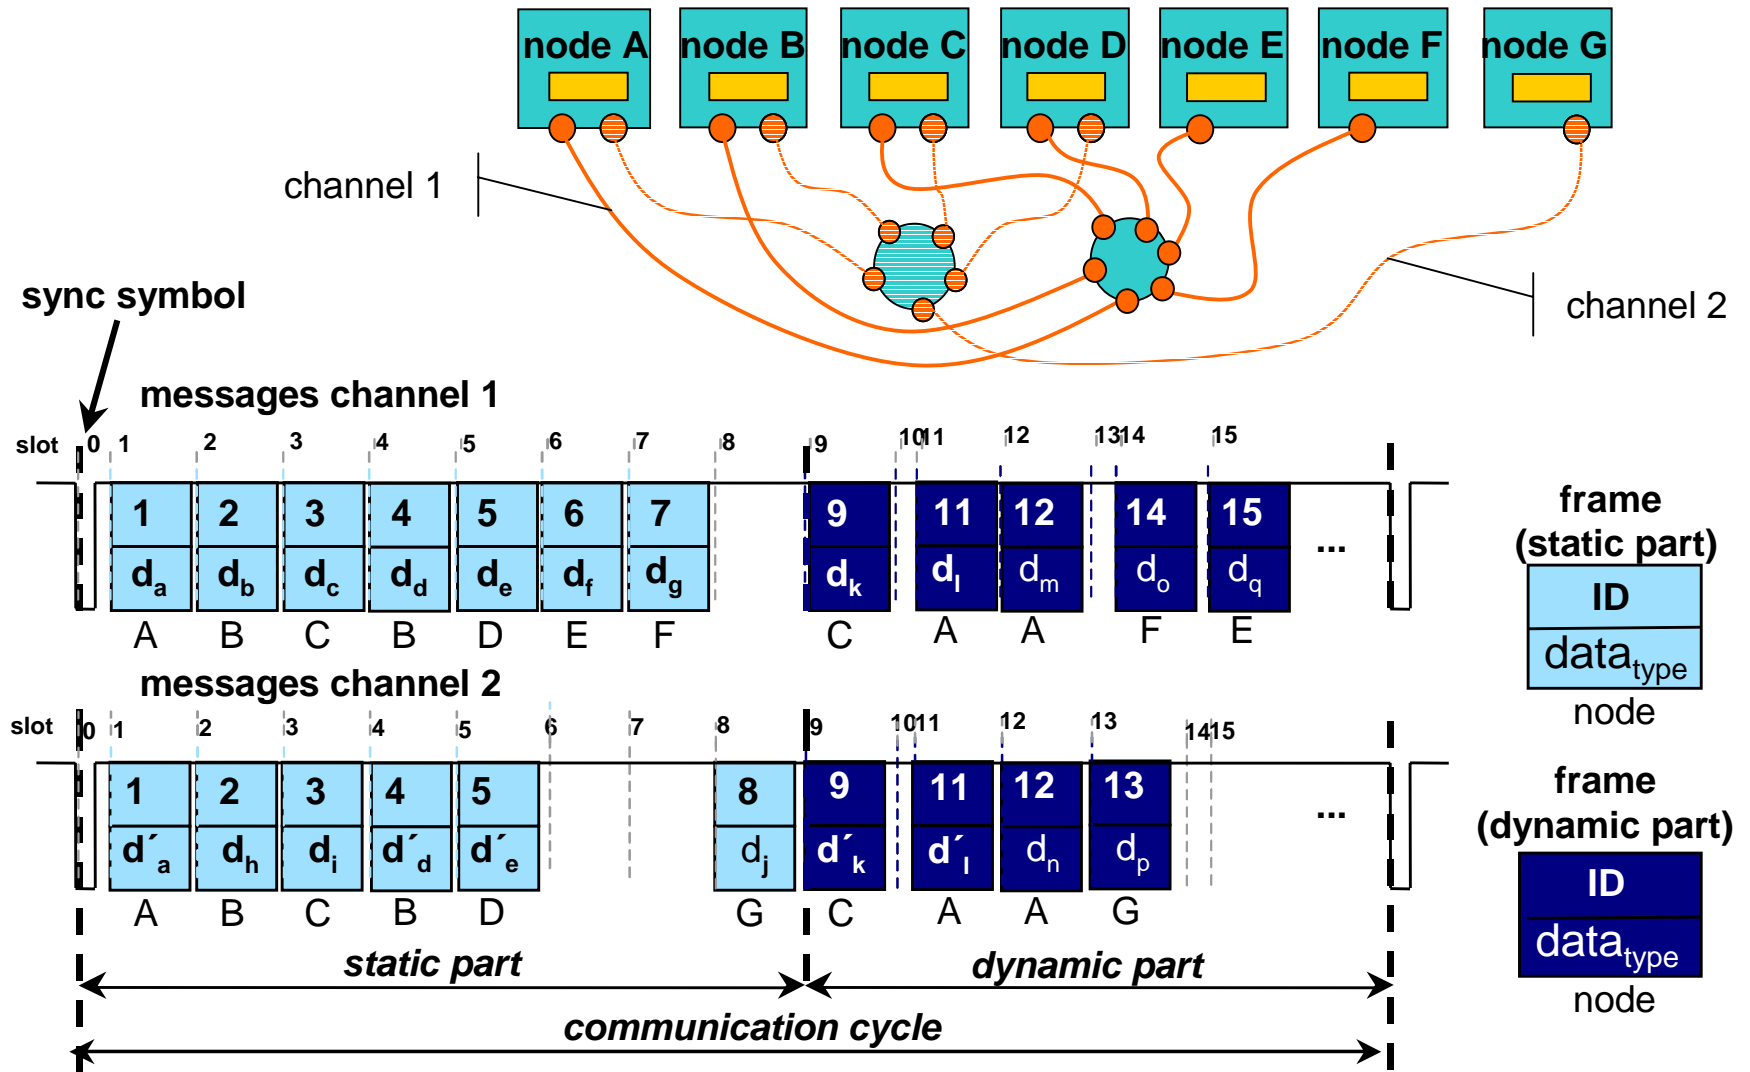 node A node B node C node D node E node F node G
channel 1
channel 2
sync symbol
messages channel 1
slot 0 1 2 3 4 5 6 7 8 9 10 11 12 13 14 15
1 2 3 4 5 6 7 9 11 12 14 15
da db dc dd de df dg dk dl dm do dq ...
A B C B D E F C A A F E
frame
(static part)
ID
datatype
node
messages channel 2
slot 0 1 2 3 4 5 6 7 8 9 10 11 12 13 14 15
1 2 3 4 5 8 9 11 12 13
d´a dh di d´d d´e dj d´k d´l dn dp ...
A B C B D G C A A G
frame
(dynamic part)
ID
datatype
node
static part dynamic part
communication cycle